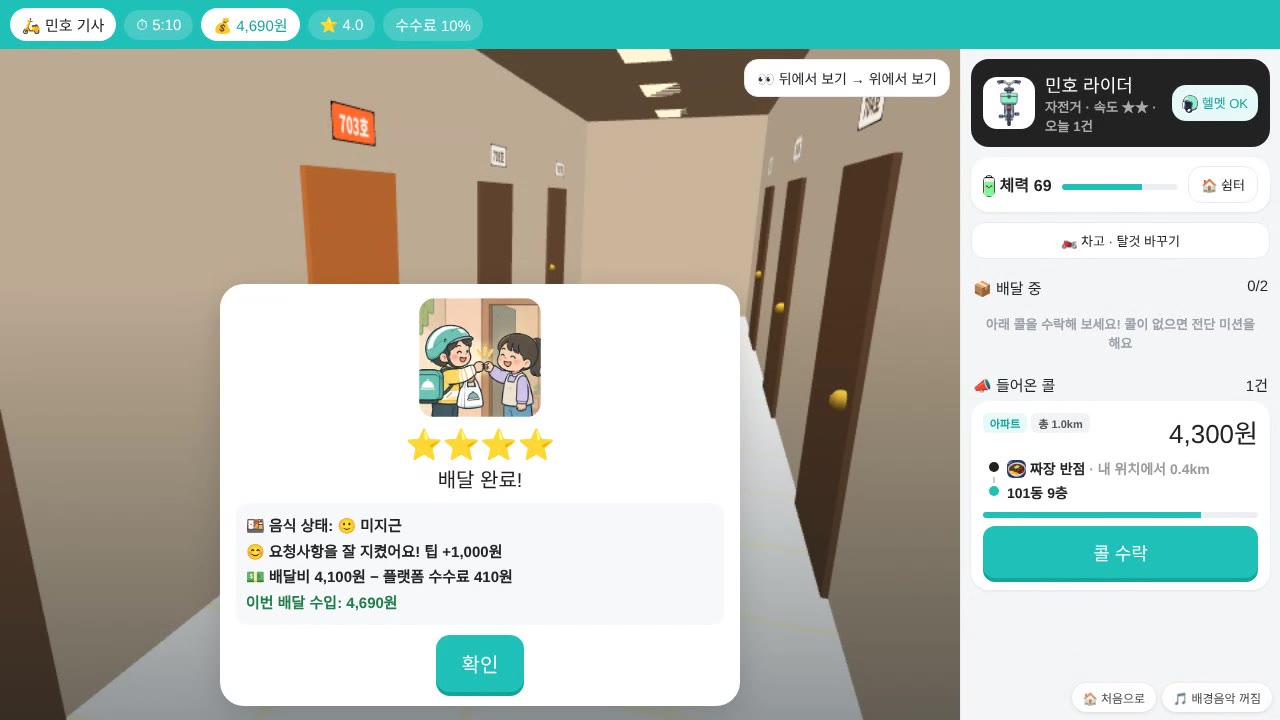 🛵 민호 기사
⏱ 5:10
💰 4,690원
⭐ 4.0
수수료 10%
👀 뒤에서 보기 → 위에서 보기
703호
⭐⭐⭐⭐
배달 완료!
🍱 음식 상태: 🙂 미지근
😊 요청사항을 잘 지켰어요! 팁 +1,000원
💵 배달비 4,100원 − 플랫폼 수수료 410원
이번 배달 수입: 4,690원
확인
민호 라이더
자전거 · 속도 ★★ ·
오늘 1건
헬멧 OK
체력 69
🏠 쉼터
🏍️ 차고 · 탈것 바꾸기
📦 배달 중
0/2
아래 콜을 수락해 보세요! 콜이 없으면 전단 미션을
해요
📣 들어온 콜
1건
아파트
총 1.0km
4,300원
짜장 반점 · 내 위치에서 0.4km
101동 9층
콜 수락
🏠 처음으로
🎵 배경음악 꺼짐